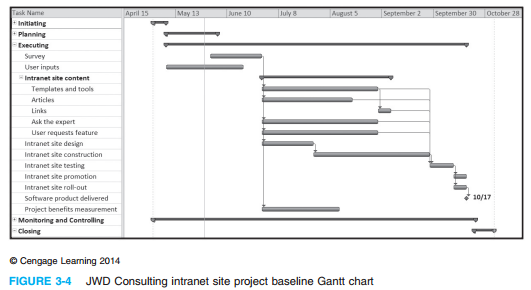 Task Name April 15 May 13 June 10 July 8 August 5 September 2 September 30 October 28
Initiating
Planning
Executing
Survey
User inputs
Intranet site content
Templates and tools
Articles
Links
Ask the expert
User requests feature
Intranet site design
Intranet site construction
Intranet site testing
Intranet site promotion
Intranet site roll-out
Software product delivered 10/17
Project benefits measurement
Monitoring and Controlling
Closing
© Cengage Learning 2014
FIGURE 3-4 JWD Consulting intranet site project baseline Gantt chart